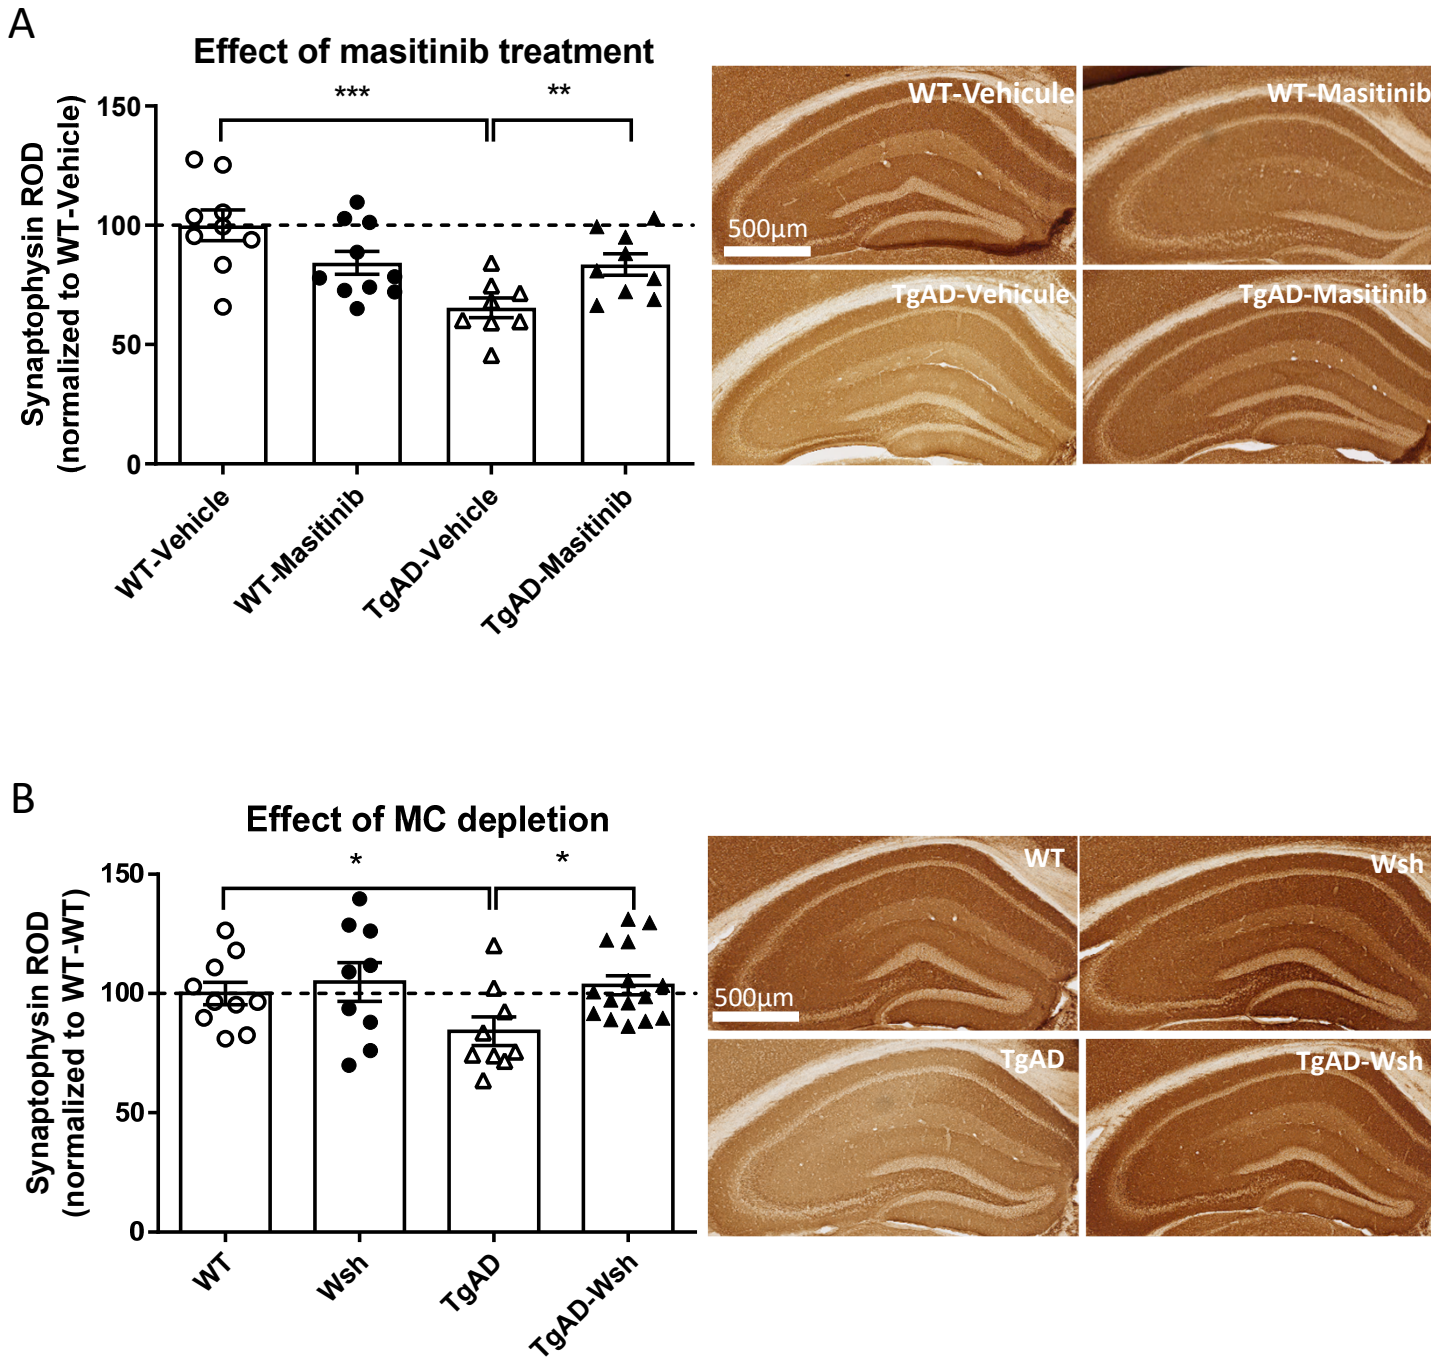 A
Effect of masitinib treatment
*** **
Synaptophysin ROD
(normalized to WT-Vehicle)
150
100
50
0
WT-Vehicle
WT-Masitinib
TgAD-Vehicle
TgAD-Masitinib
WT-Vehicule
500µm
WT-Masitinib
TgAD-Vehicule
TgAD-Masitinib
B
Effect of MC depletion
* *
Synaptophysin ROD
(normalized to WT-WT)
150
100
50
0
WT
Wsh
TgAD
TgAD-Wsh
WT
500µm
Wsh
TgAD
TgAD-Wsh